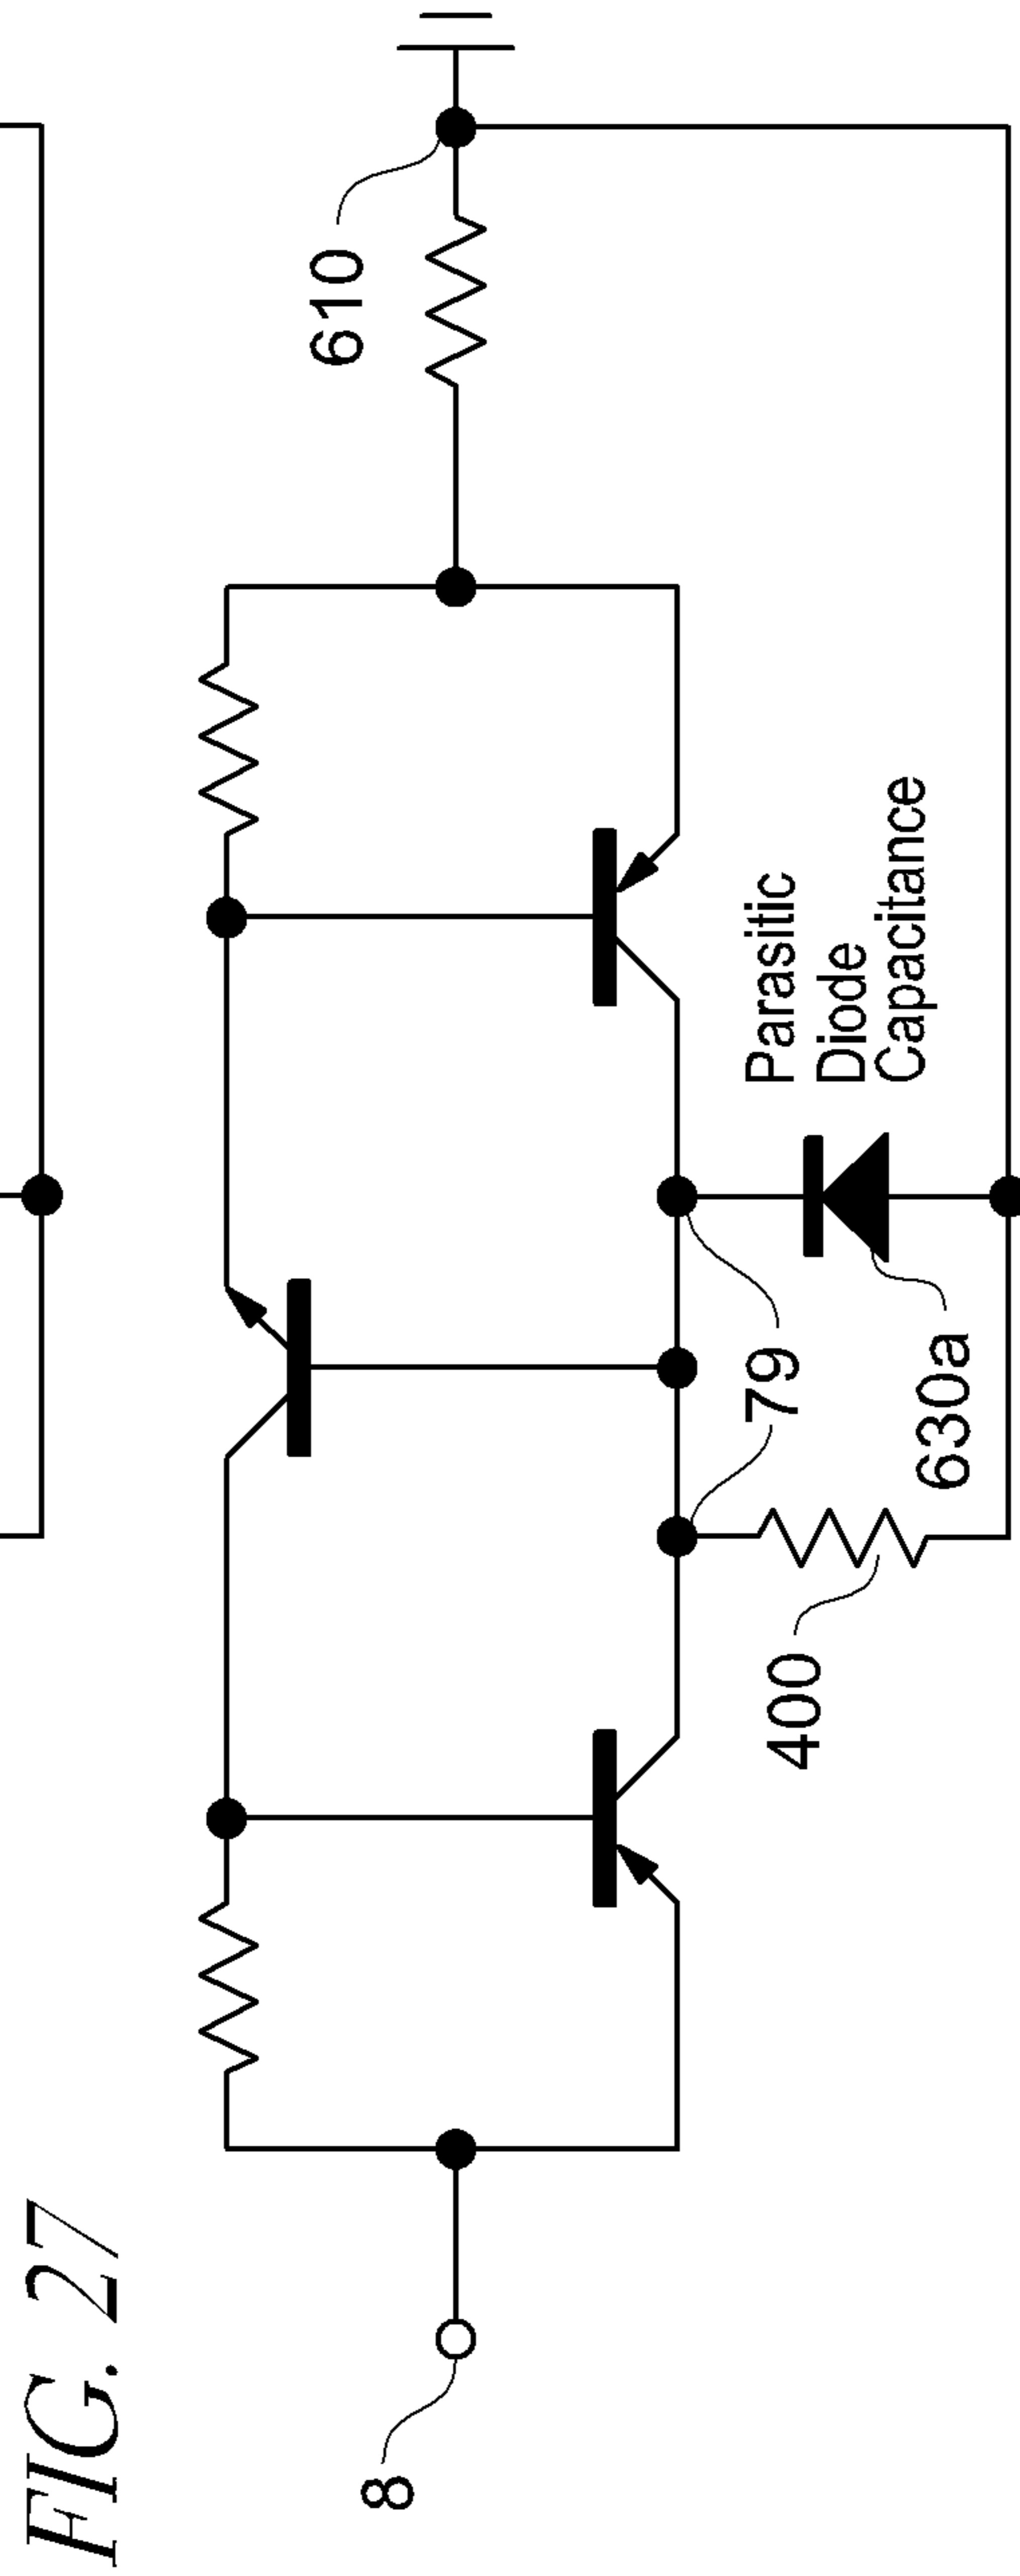 FIG. 27
8
400
79
630a
Parasitic
Diode
Capacitance
610